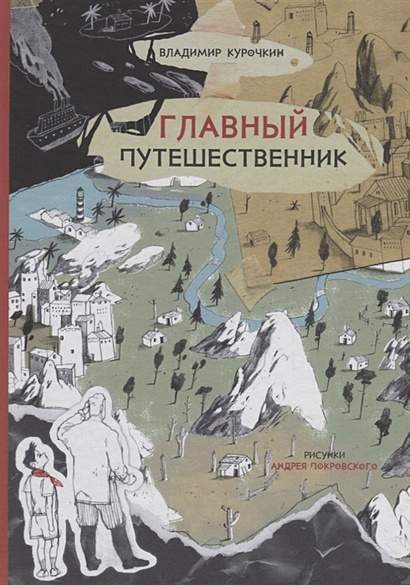 ВЛАДИМИР КУРОЧКИН
ГЛАВНЫЙ
ПУТЕШЕСТВЕННИК
РИСУНКИ
АНДРЕЯ ПОКРОВСКОГО